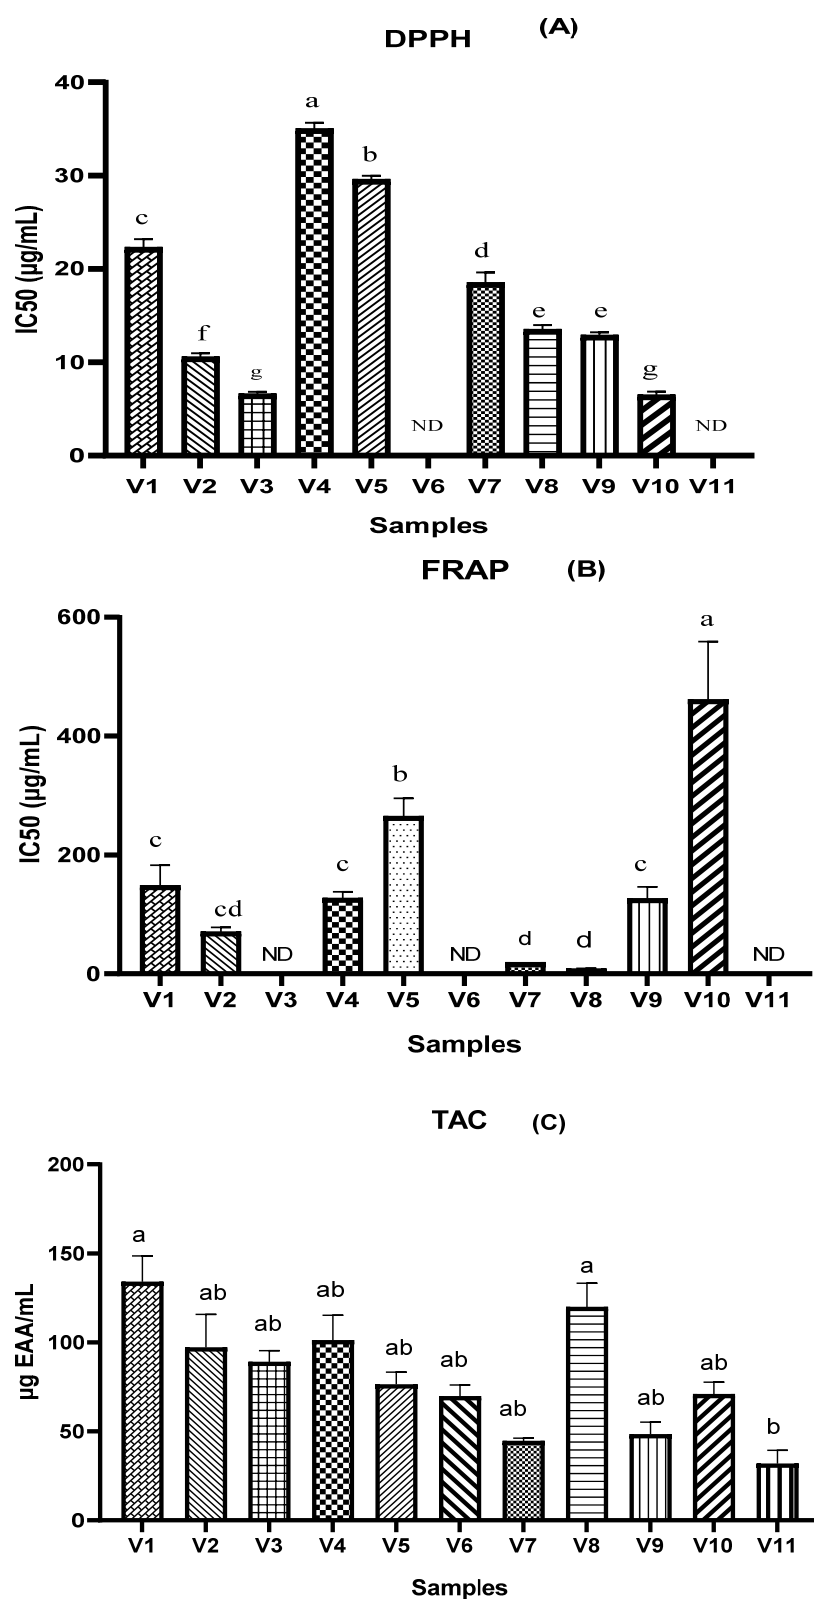 DPPH (A)
40
30
20
10
0
IC50 (µg/mL)
c
f
g
a
b
ND
d
e
e
g
ND
V1 V2 V3 V4 V5 V6 V7 V8 V9 V10 V11
Samples
FRAP (B)
600
400
200
0
IC50 (µg/mL)
c
cd
ND
c
b
ND
d
d
c
a
ND
V1 V2 V3 V4 V5 V6 V7 V8 V9 V10 V11
Samples
TAC (C)
200
150
100
50
0
µg EAA/mL
a
ab
ab
ab
ab
ab
ab
a
ab
ab
b
V1 V2 V3 V4 V5 V6 V7 V8 V9 V10 V11
Samples